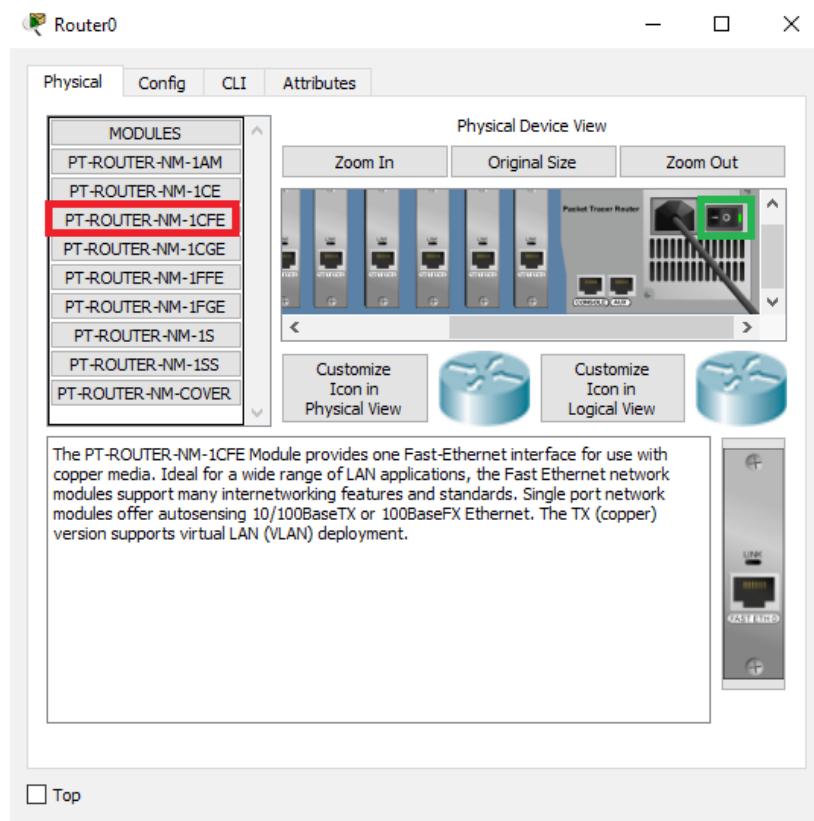 Router0
Physical
Config
CLI
Attributes
MODULES
PT-ROUTER-NM-1AM
PT-ROUTER-NM-1CE
PT-ROUTER-NM-1CFE
PT-ROUTER-NM-1CGE
PT-ROUTER-NM-1FFE
PT-ROUTER-NM-1FGE
PT-ROUTER-NM-1S
PT-ROUTER-NM-1SS
PT-ROUTER-NM-COVER
Physical Device View
Zoom In
Original Size
Zoom Out
Packet Tracer Router
CONSOLE
AUX
Customize
Icon in
Physical View
Customize
Icon in
Logical View
The PT-ROUTER-NM-1CFE Module provides one Fast-Ethernet interface for use with
copper media. Ideal for a wide range of LAN applications, the Fast Ethernet network
modules support many internetworking features and standards. Single port network
modules offer autosensing 10/100BaseTX or 100BaseFX Ethernet. The TX (copper)
version supports virtual LAN (VLAN) deployment.
LINK
FAST ETH 0
Top